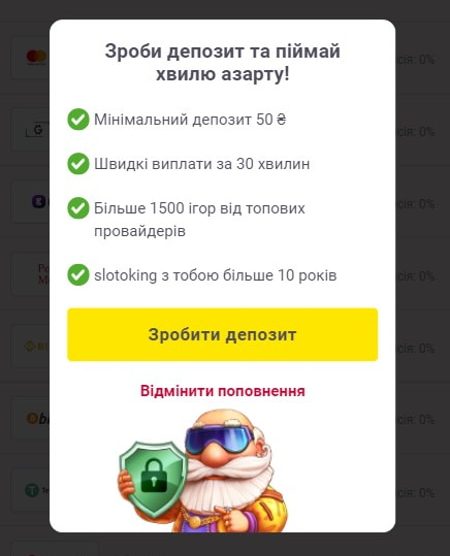 Зроби депозит та піймай
хвилю азарту!
Мінімальний депозит 50 ₴
Швидкі виплати за 30 хвилин
Більше 1500 ігор від топових
провайдерів
slotoking з тобою більше 10 років
Зробити депозит
Відмінити поповнення
сія: 0%
сія: 0%
сія: 0%
сія: 0%
сія: 0%
сія: 0%
сія: 0%